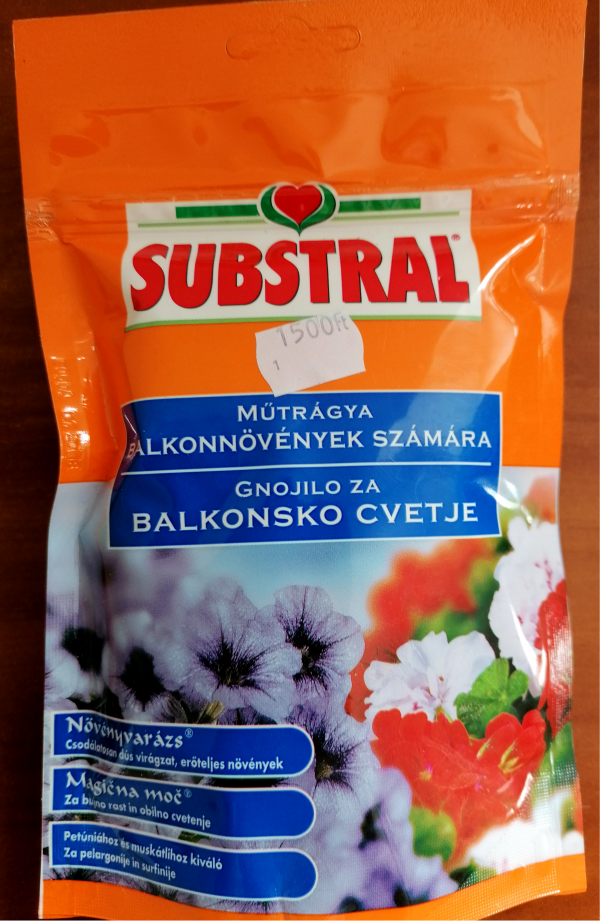 SUBSTRAL®
1500Ft
1
MŰTRÁGYA
BALKONNÖVÉNYEK SZÁMÁRA
GNOJILO ZA
BALKONSKO CVETJE
Növényvarázs®
Csodálatosan dús virágzat, erőteljes növények
Magična moč®
Za bujno rast in obilno cvetenje
Petúniához és muskátlihoz kiváló
Za pelargonije in surfinije